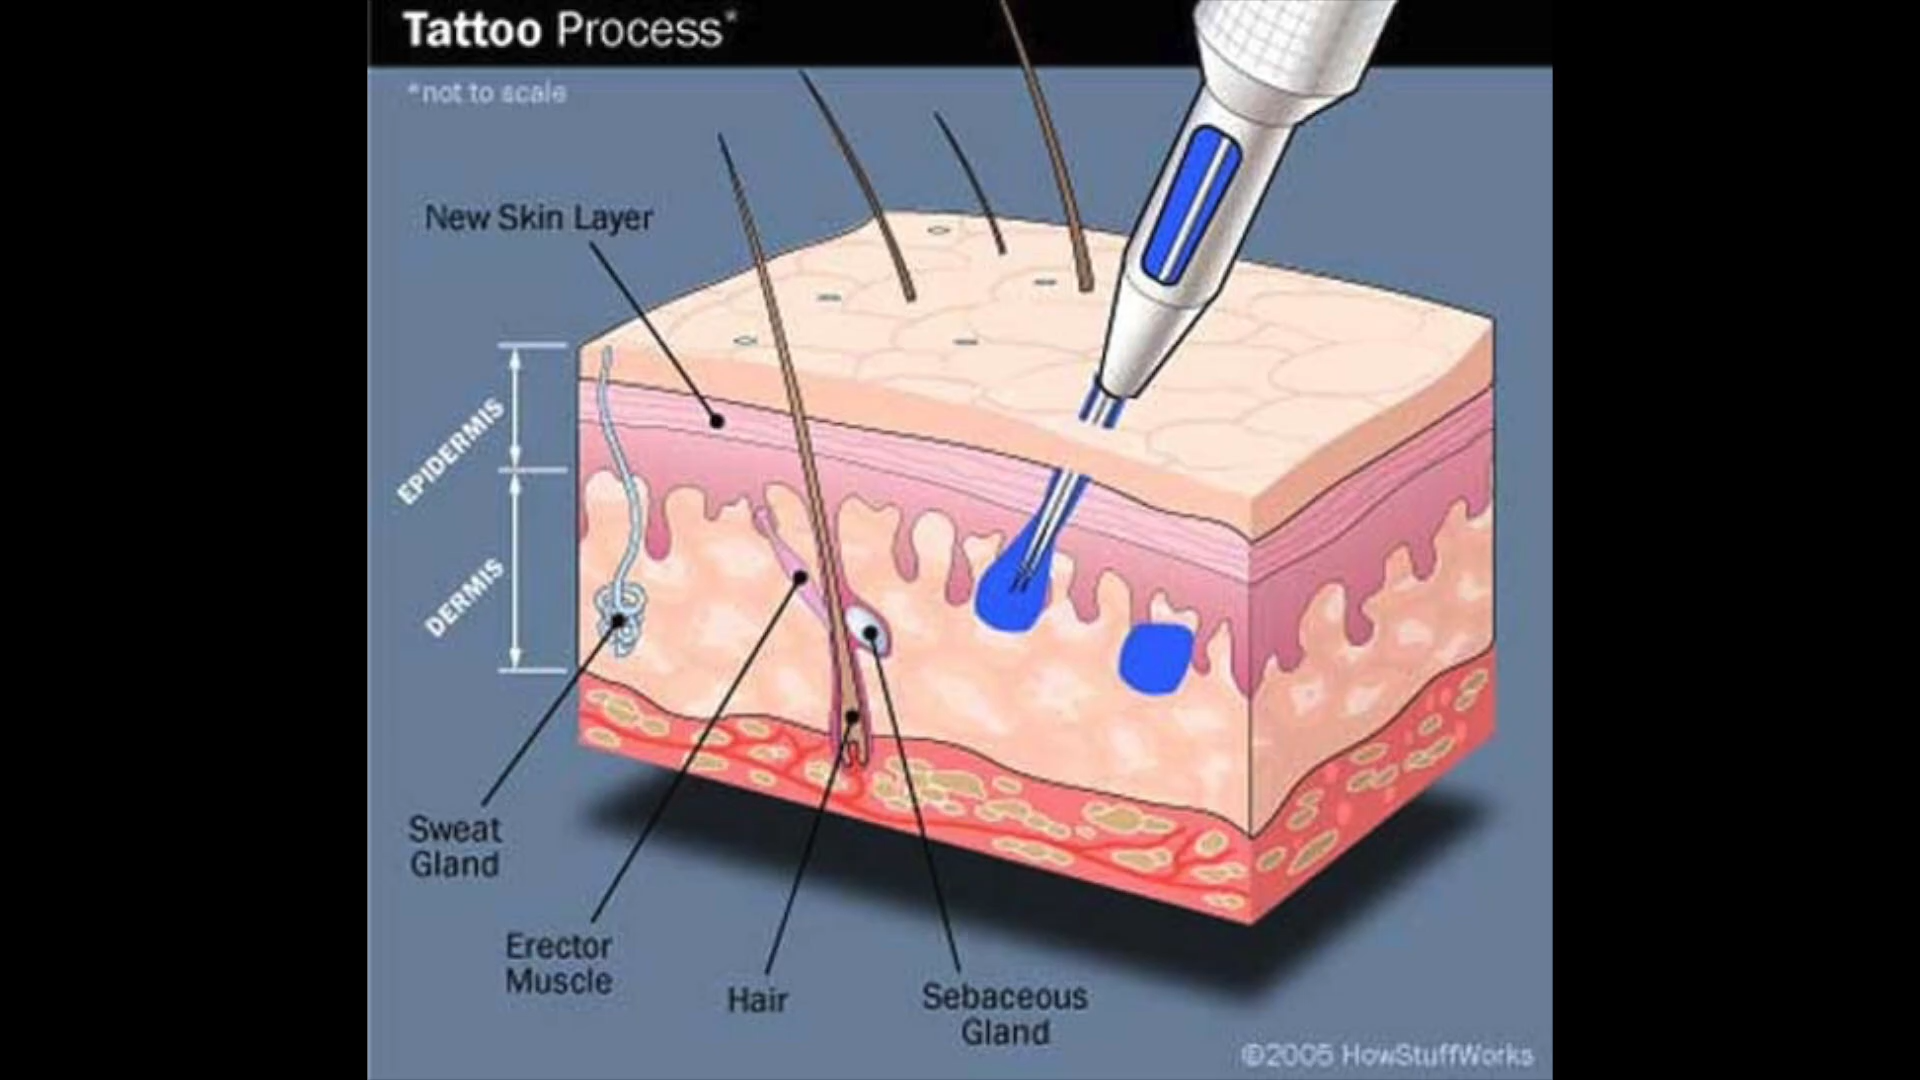 Tattoo Process*
*not to scale
New Skin Layer
EPIDERMIS
DERMIS
Sweat
Gland
Erector
Muscle
Hair
Sebaceous
Gland
©2005 HowStuffWorks